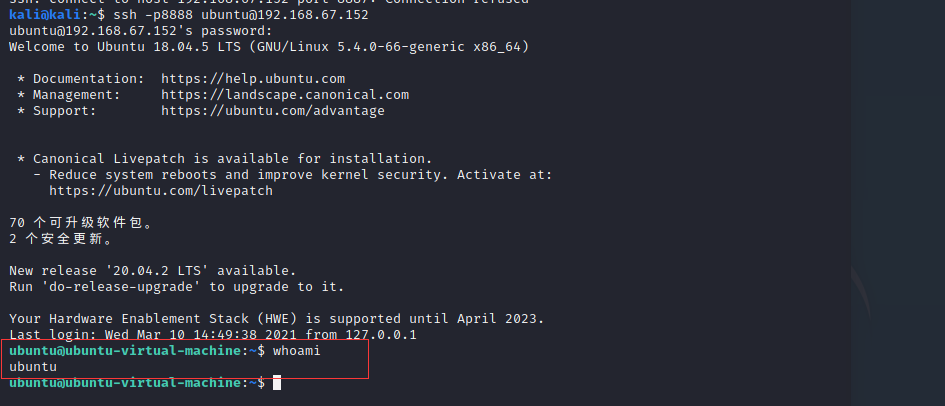 ssh: connect to host 192.168.67.152 port 8887: Connection refused
kali@kali:~$ ssh -p8888 ubuntu@192.168.67.152
ubuntu@192.168.67.152's password:
Welcome to Ubuntu 18.04.5 LTS (GNU/Linux 5.4.0-66-generic x86_64)
* Documentation: https://help.ubuntu.com
* Management: https://landscape.canonical.com
* Support: https://ubuntu.com/advantage
* Canonical Livepatch is available for installation.
- Reduce system reboots and improve kernel security. Activate at:
https://ubuntu.com/livepatch
70 个可升级软件包。
2 个安全更新。
New release '20.04.2 LTS' available.
Run 'do-release-upgrade' to upgrade to it.
Your Hardware Enablement Stack (HWE) is supported until April 2023.
Last login: Wed Mar 10 14:49:38 2021 from 127.0.0.1
ubuntu@ubuntu-virtual-machine:~$ whoami
ubuntu
ubuntu@ubuntu-virtual-machine:~$